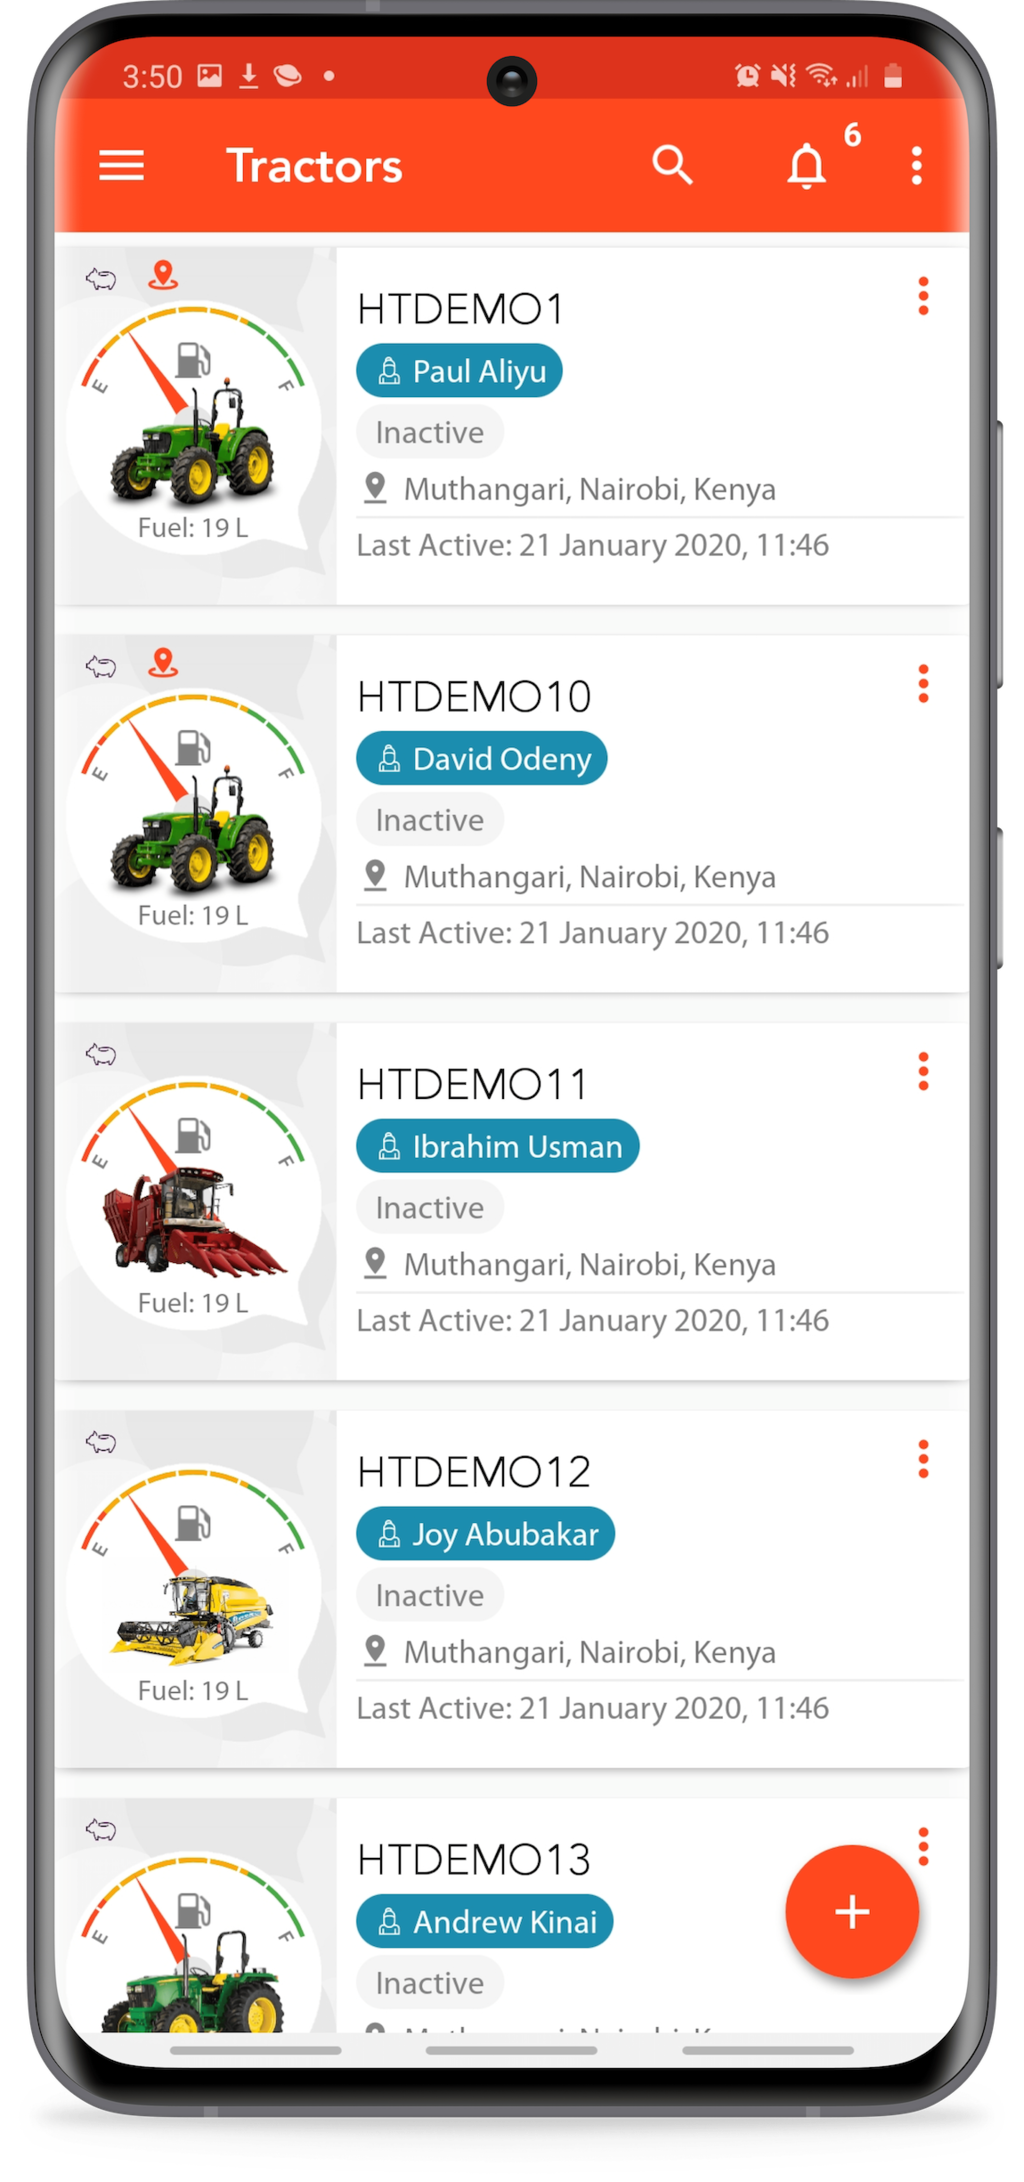 3:50
Tractors
6
HTDEMO1
Paul Aliyu
Inactive
Muthangari, Nairobi, Kenya
E F
Fuel: 19 L
Last Active: 21 January 2020, 11:46
HTDEMO10
David Odeny
Inactive
Muthangari, Nairobi, Kenya
E F
Fuel: 19 L
Last Active: 21 January 2020, 11:46
HTDEMO11
Ibrahim Usman
Inactive
Muthangari, Nairobi, Kenya
E F
Fuel: 19 L
Last Active: 21 January 2020, 11:46
HTDEMO12
Joy Abubakar
Inactive
Muthangari, Nairobi, Kenya
E F
Fuel: 19 L
Last Active: 21 January 2020, 11:46
HTDEMO13
Andrew Kinai
Inactive
E F